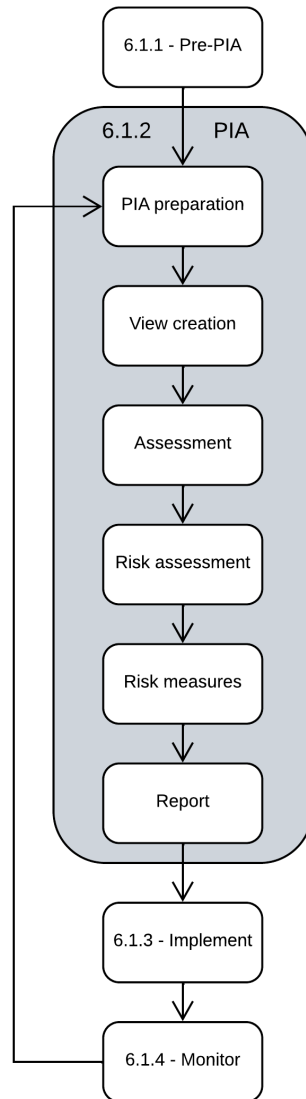 6.1.1 - Pre-PIA
6.1.2 PIA
PIA preparation
View creation
Assessment
Risk assessment
Risk measures
Report
6.1.3 - Implement
6.1.4 - Monitor